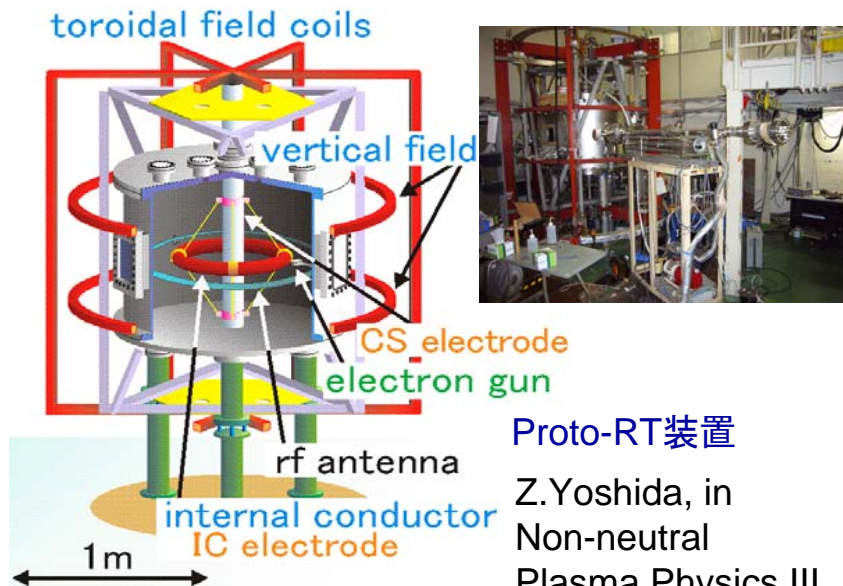 toroidal field coils
vertical field
CS electrode
electron gun
rf antenna
internal conductor
IC electrode
1m
Proto-RT装置
Z.Yoshida, in
Non-neutral
Plasma Physics III